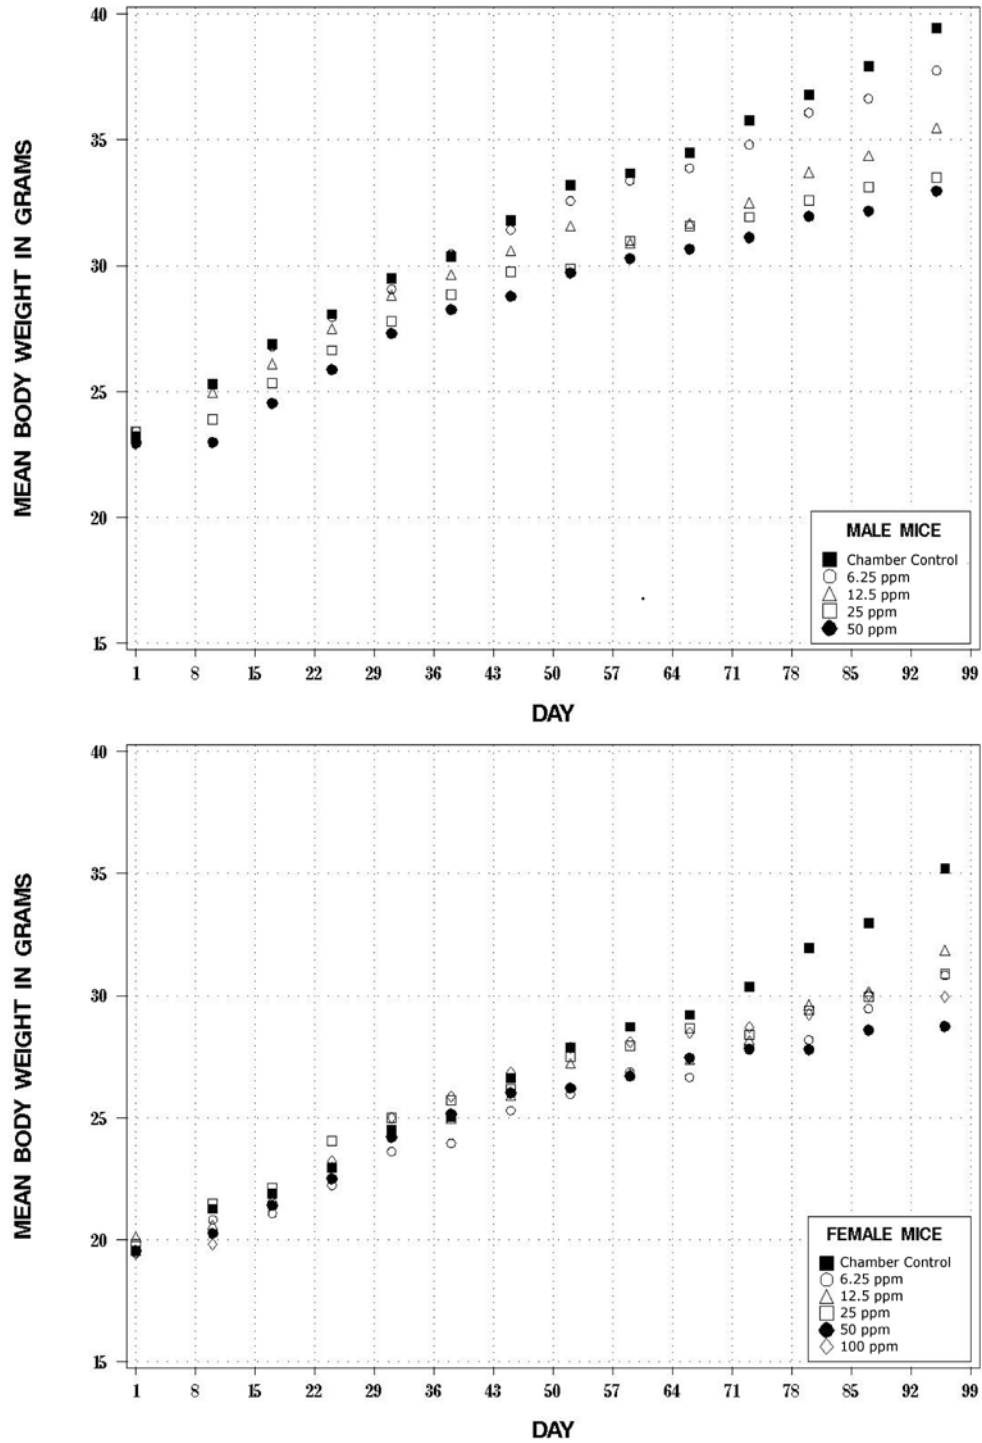 40
35
30
25
20
15
MEAN BODY WEIGHT IN GRAMS
MALE MICE
Chamber Control
6.25 ppm
12.5 ppm
25 ppm
50 ppm
1 8 15 22 29 36 43 50 57 64 71 78 85 92 99
DAY
40
35
30
25
20
15
MEAN BODY WEIGHT IN GRAMS
FEMALE MICE
Chamber Control
6.25 ppm
12.5 ppm
25 ppm
50 ppm
100 ppm
1 8 15 22 29 36 43 50 57 64 71 78 85 92 99
DAY